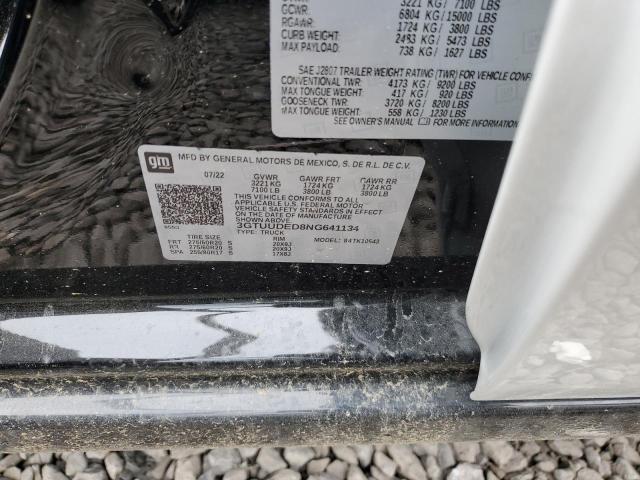 3221 KG / 7100 LBS
GCWR: 6804 KG/15000 LBS
RGAWR: 1724 KG / 3800 LBS
CURB WEIGHT: 2483 KG / 5473 LBS
MAX PAYLOAD: 738 KG / 1627 LBS
SAE J2807 TRAILER WEIGHT RATING (TWR) FOR VEHICLE
CONVENTIONAL TWR: 4173 KG/ 9200 LBS
MAX TONGUE WEIGHT: 417 KG/ 920 LBS
GOOSENECK TWR: 3720 KG / 8200 LBS
MAX TONGUE WEIGHT: 558 KG / 1230 LBS
SEE OWNER'S MANUAL FOR MORE INFORMATION
gm MFD BY GENERAL MOTORS DE MEXICO, S. DE R.L. DE C.V.
07/22 GVWR GAWR FRT GAWR RR
3221 KG 1724 KG 1724 KG
7100 LB 3800 LB 3800 LB
THIS VEHICLE CONFORMS TO ALL
APPLICABLE U.S. FEDERAL MOTOR
VEHICLE SAFETY STANDARDS IN EFFECT ON
THE DATE OF MANUFACTURE SHOWN ABOVE.
3GTUUDED8NG641134
TYPE: TRUCK
TIRE SIZE RIM MODEL: B4TK10543
FRT 275/60R20 S 20X9J
RR 275/60R20 S 20X9J
SPA 255/80R17 S 17X8J